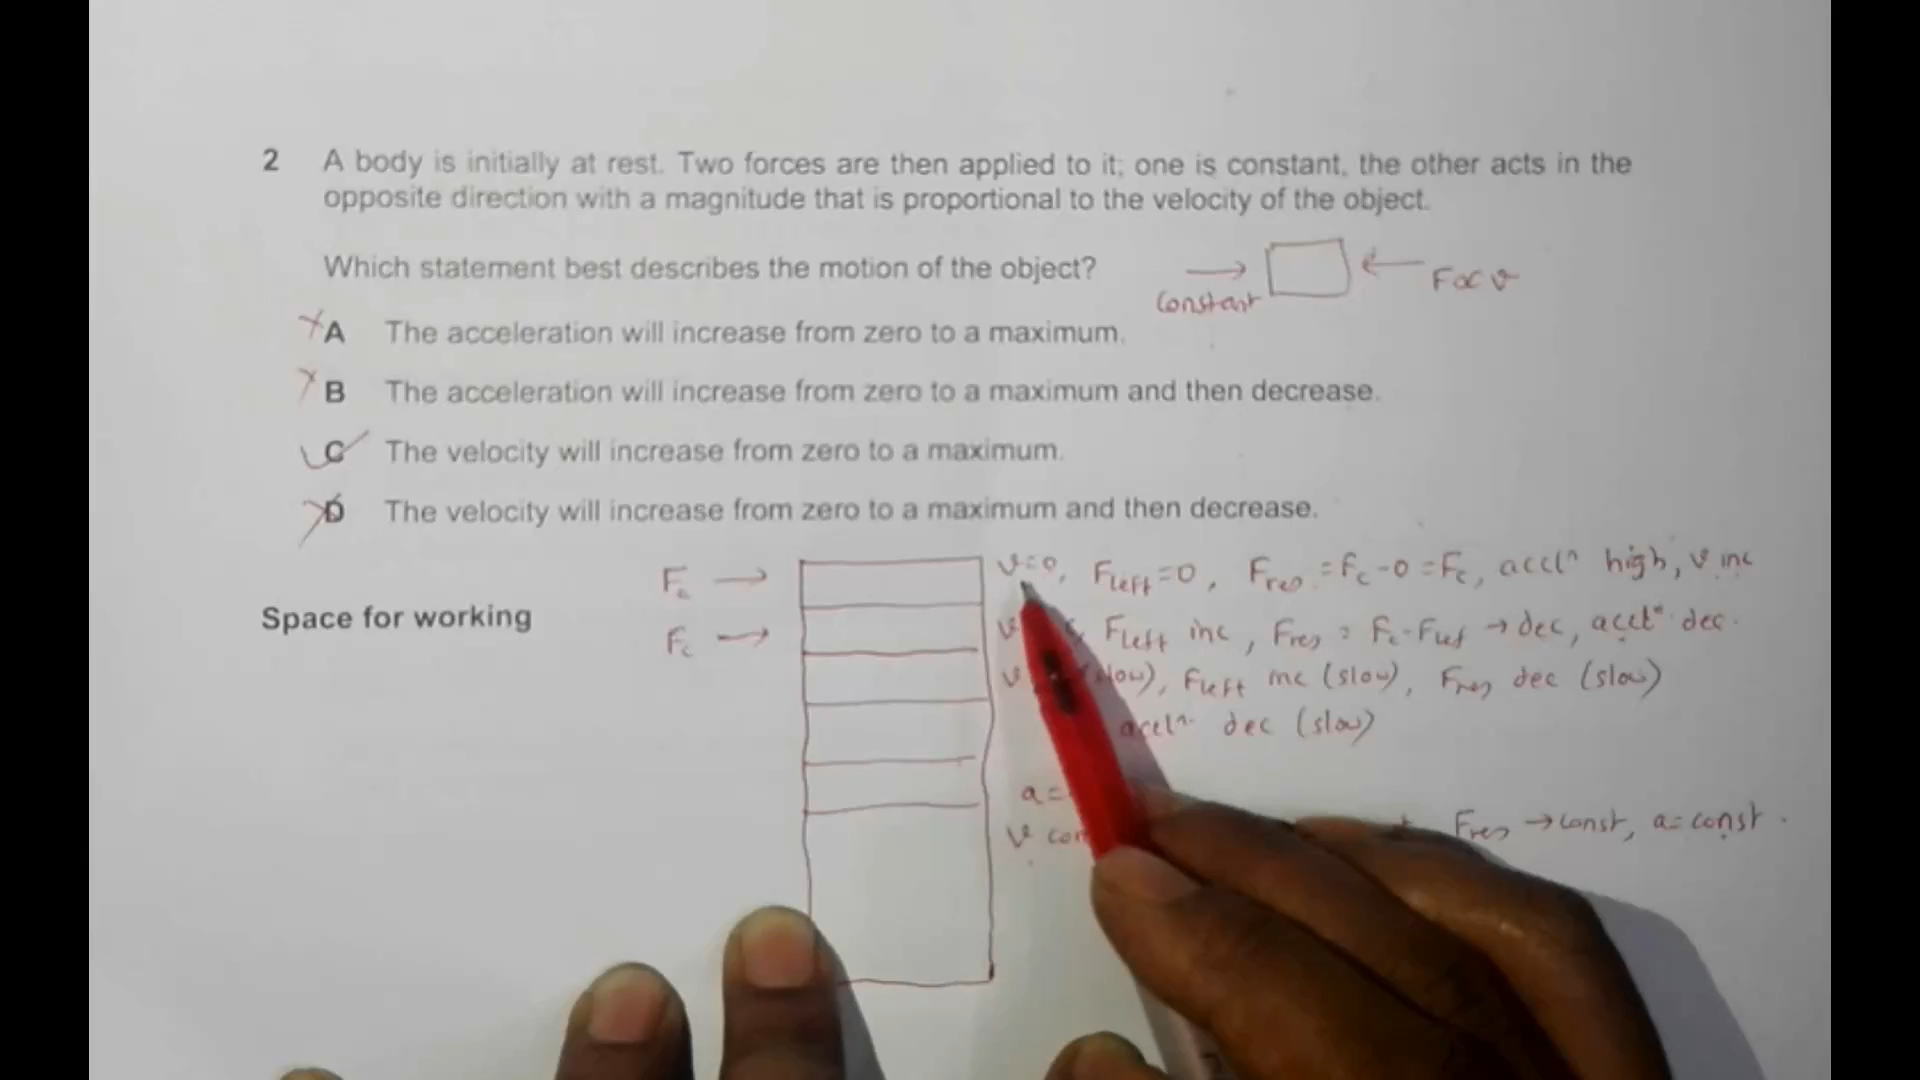 2 A body is initially at rest. Two forces are then applied to it; one is constant, the other acts in the
opposite direction with a magnitude that is proportional to the velocity of the object.
Which statement best describes the motion of the object?
Constant
F∝v
A The acceleration will increase from zero to a maximum.
B The acceleration will increase from zero to a maximum and then decrease.
C The velocity will increase from zero to a maximum.
D The velocity will increase from zero to a maximum and then decrease.
Fc → v=0, Fleft=0, Fres = Fc-0=Fc, accln high, v inc
Space for working
Fc → v Fleft inc, Fres = Fc-Flef → dec, accln dec.
v (slow), Fleft inc (slow), Fres dec (slow)
accln dec (slow)
a=
v Fres → const, a=const.